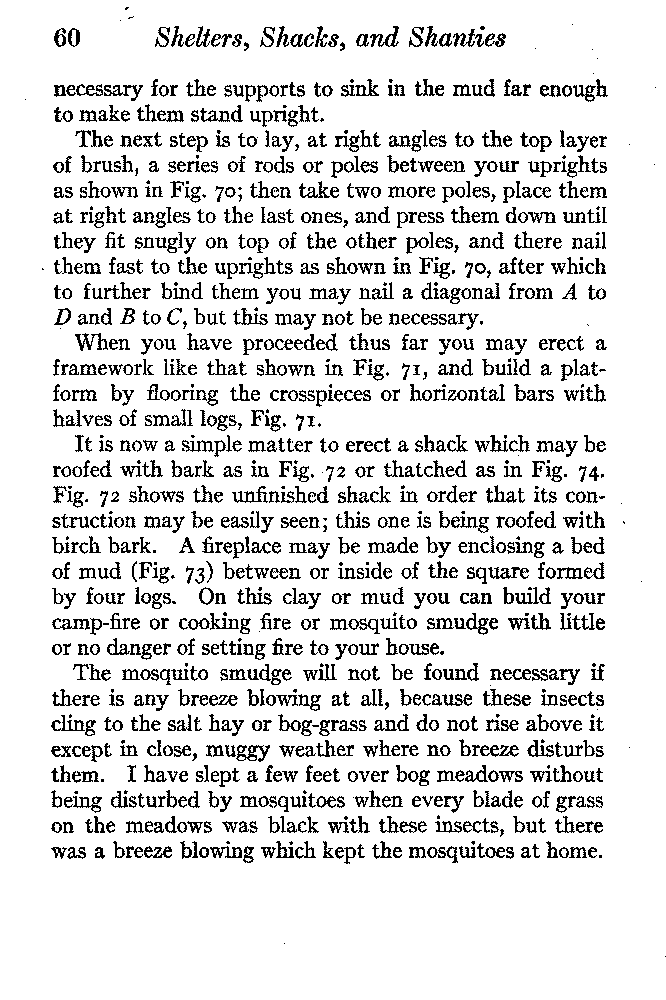 60 Shelters, Shacks, and Shanties
necessary for the supports to sink in the mud far enough
to make them stand upright.
The next step is to lay, at right angles to the top layer
of brush, a series of rods or poles between your uprights
as shown in Fig. 70; then take two more poles, place them
at right angles to the last ones, and press them down until
they fit snugly on top of the other poles, and there nail
them fast to the uprights as shown in Fig. 70, after which
to further bind them you may nail a diagonal from A to
D and B to C, but this may not be necessary.
When you have proceeded thus far you may erect a
framework like that shown in Fig. 71, and build a plat-
form by flooring the crosspieces or horizontal bars with
halves of small logs, Fig. 71.
It is now a simple matter to erect a shack which may be
roofed with bark as in Fig. 72 or thatched as in Fig. 74.
Fig. 72 shows the unfinished shack in order that its con-
struction may be easily seen; this one is being roofed with
birch bark. A fireplace may be made by enclosing a bed
of mud (Fig. 73) between or inside of the square formed
by four logs. On this clay or mud you can build your
camp-fire or cooking fire or mosquito smudge with little
or no danger of setting fire to your house.
The mosquito smudge will not be found necessary if
there is any breeze blowing at all, because these insects
cling to the salt hay or bog-grass and do not rise above it
except in close, muggy weather where no breeze disturbs
them. I have slept a few feet over bog meadows without
being disturbed by mosquitoes when every blade of grass
on the meadows was black with these insects, but there
was a breeze blowing which kept the mosquitoes at home.